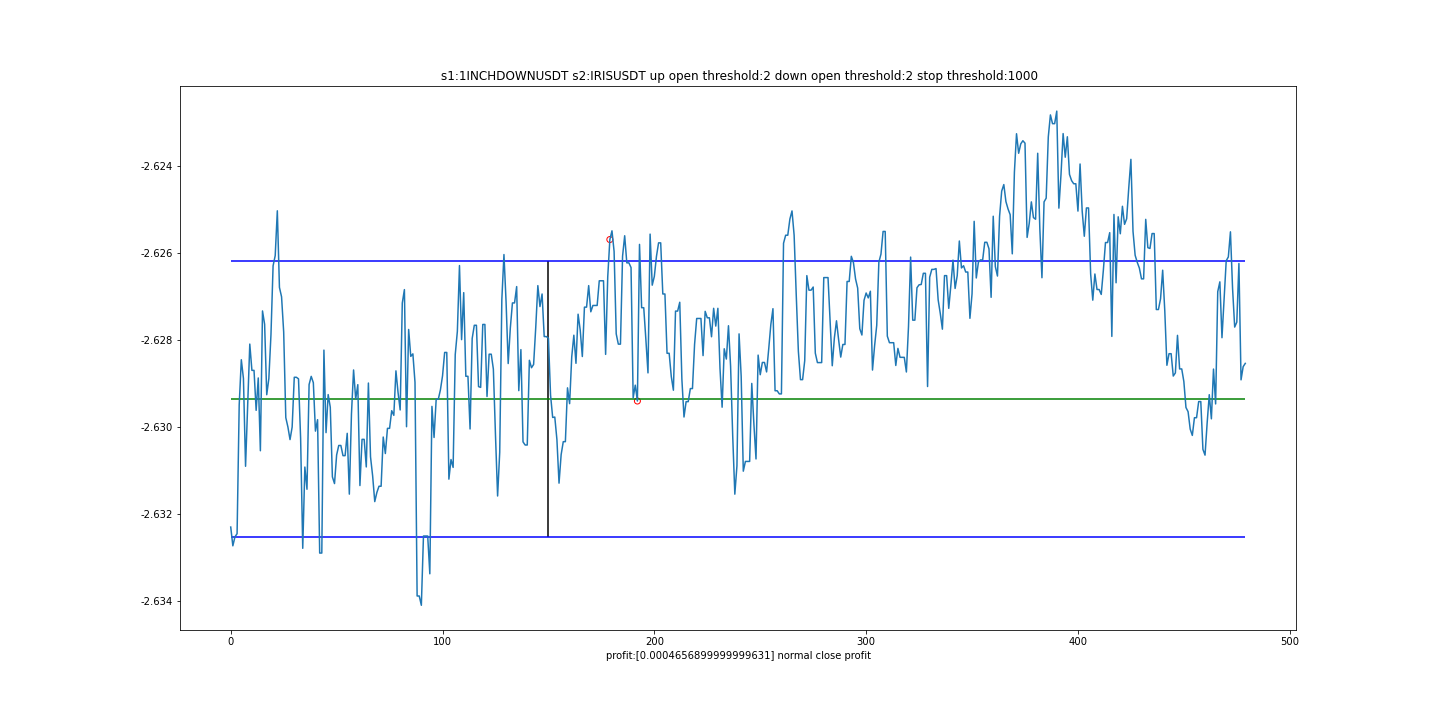 s1:1INCHDOWNUSDT s2:IRISUSDT up open threshold:2 down open threshold:2 stop threshold:1000
-2.624
-2.626
-2.628
-2.630
-2.632
-2.634
0 100 200 300 400 500
profit:[0.0004656899999999631] normal close profit